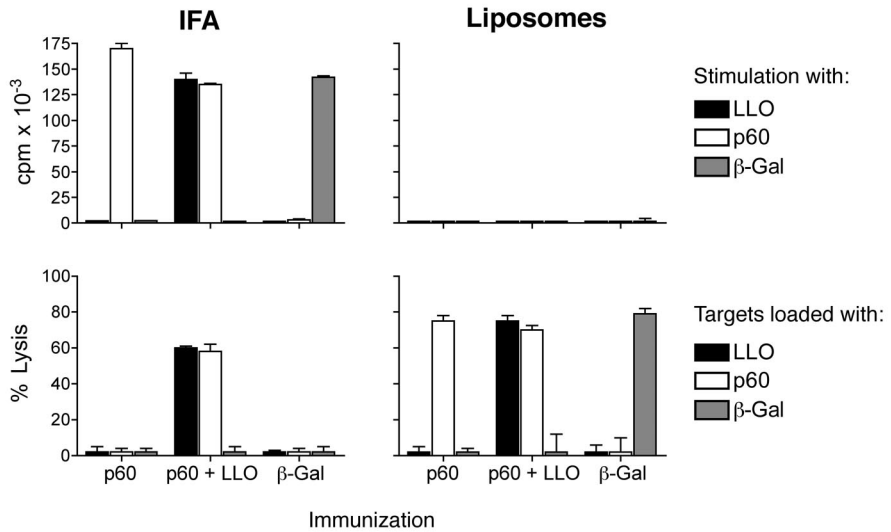 IFA
Liposomes
cpm x 10-3
175
150
125
100
75
50
25
0
Stimulation with:
LLO
p60
β-Gal
% Lysis
100
80
60
40
20
0
p60
p60 + LLO
β-Gal
p60
p60 + LLO
β-Gal
Targets loaded with:
LLO
p60
β-Gal
Immunization